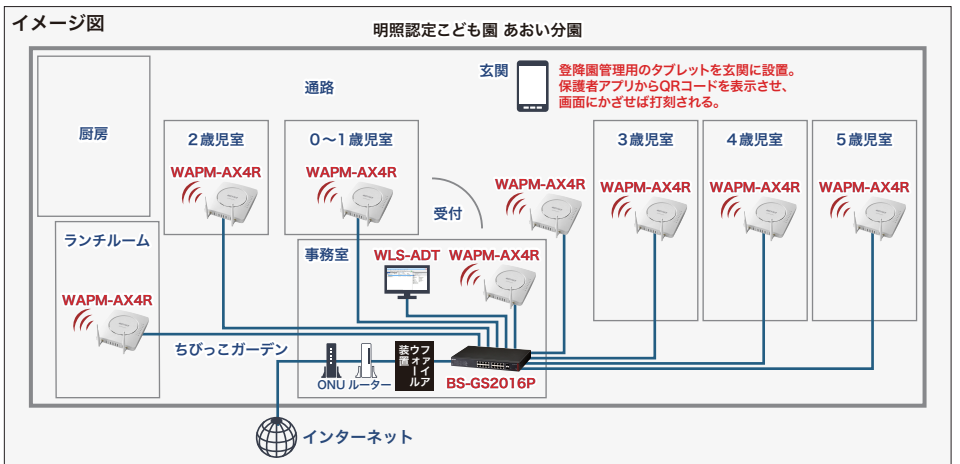 イメージ図
明照認定こども園 あおい分園
玄関
登降園管理用のタブレットを玄関に設置。
保護者アプリからQRコードを表示させ、
画面にかざせば打刻される。
通路
厨房
2歳児室
WAPM-AX4R
0〜1歳児室
WAPM-AX4R
受付
WAPM-AX4R
3歳児室
WAPM-AX4R
4歳児室
WAPM-AX4R
5歳児室
WAPM-AX4R
ランチルーム
WAPM-AX4R
事務室
WLS-ADT
WAPM-AX4R
ちびっこガーデン
ONU
ルーター
ファイア
ウォール
装置
BS-GS2016P
インターネット